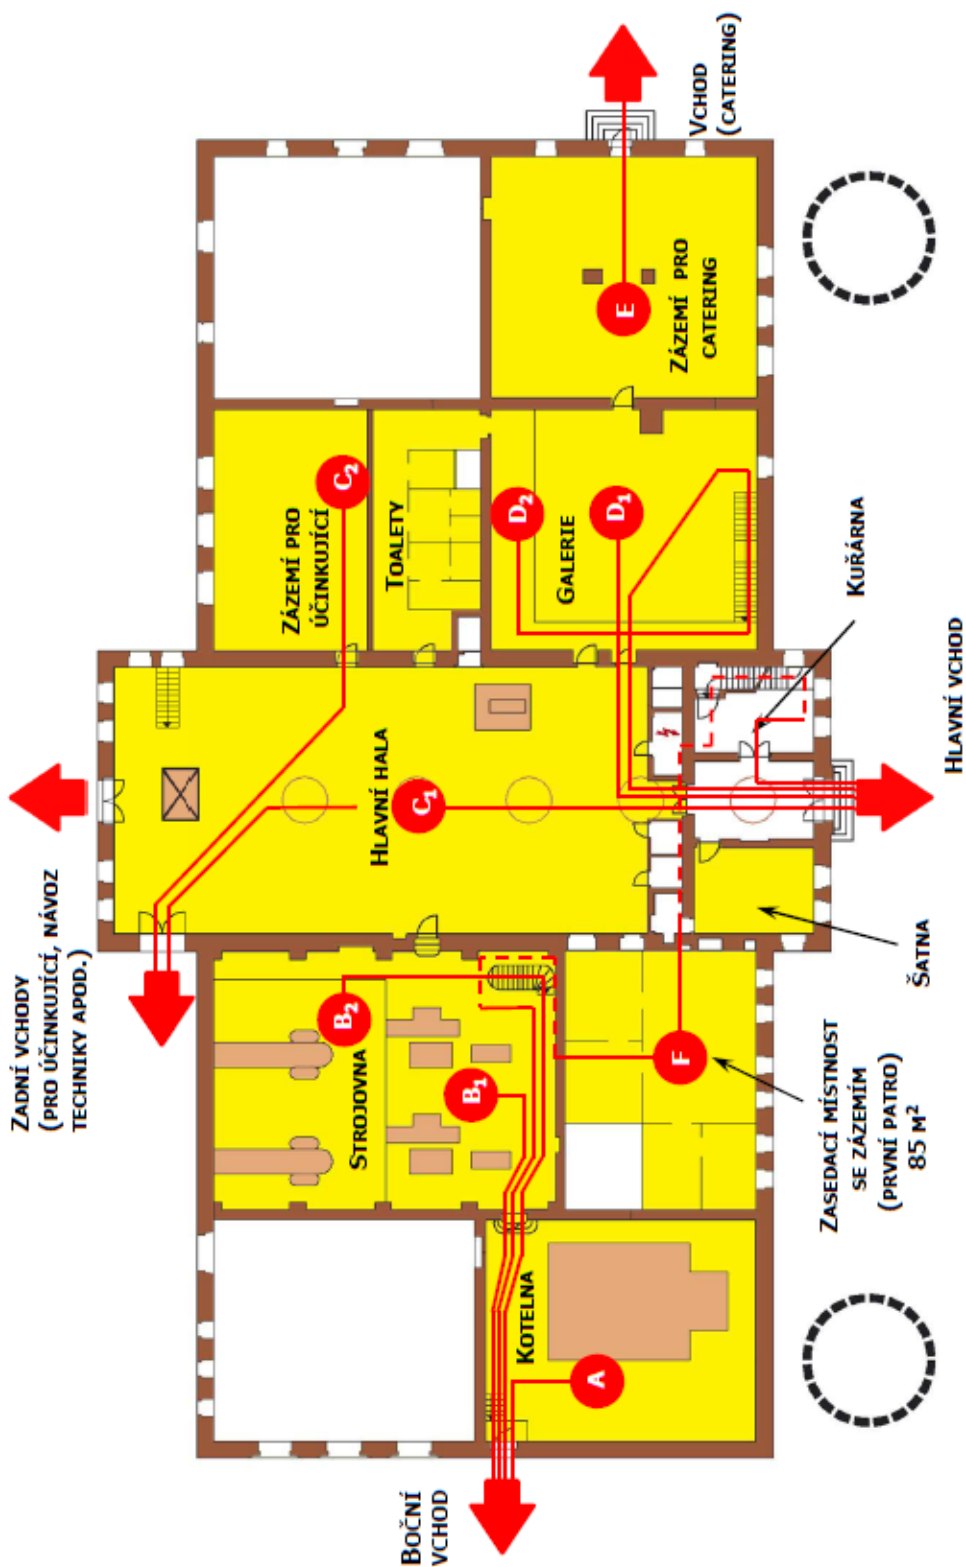 Zadní vchody
(pro účinkující, návoz
techniky apod.)
Boční
vchod
Kotelna
A
Strojovna
B1
B2
Zasedací místnost
se zázemím
(první patro)
85 m²
F
Šatna
Hlavní hala
C1
Hlavní vchod
Kuřárna
Zázemí pro
účinkující
C2
Toalety
Galerie
D2
D1
Zázemí pro
catering
E
Vchod
(catering)